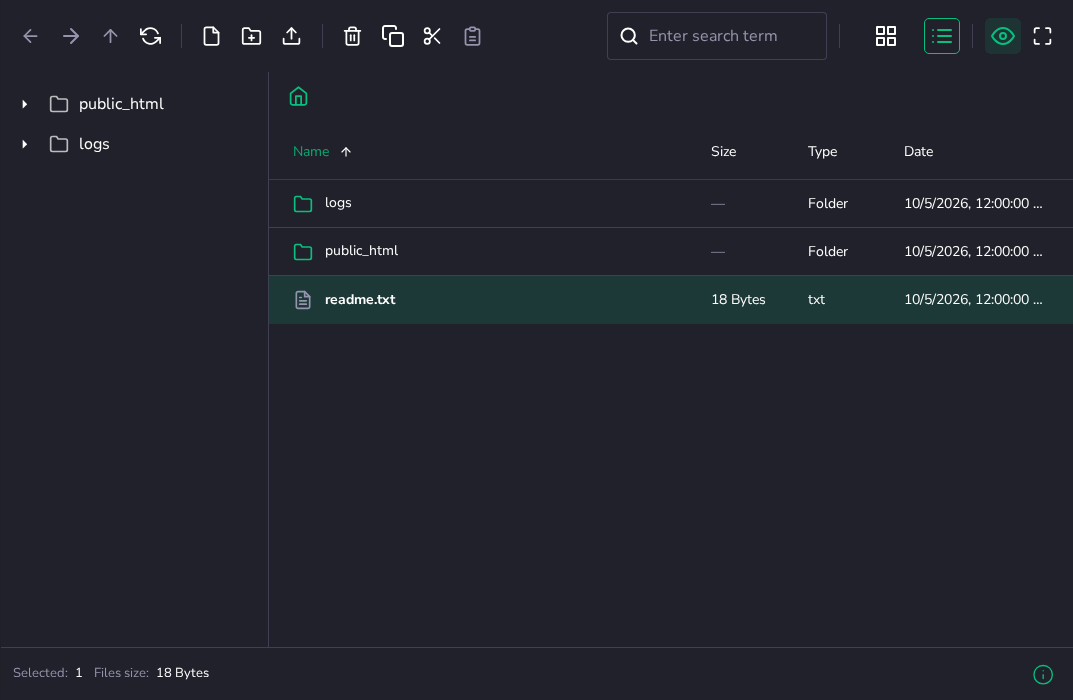 Enter search term
public_html
logs
Name Size Type Date
logs — Folder 10/5/2026, 12:00:00 ...
public_html — Folder 10/5/2026, 12:00:00 ...
readme.txt 18 Bytes txt 10/5/2026, 12:00:00 ...
Selected: 1 Files size: 18 Bytes